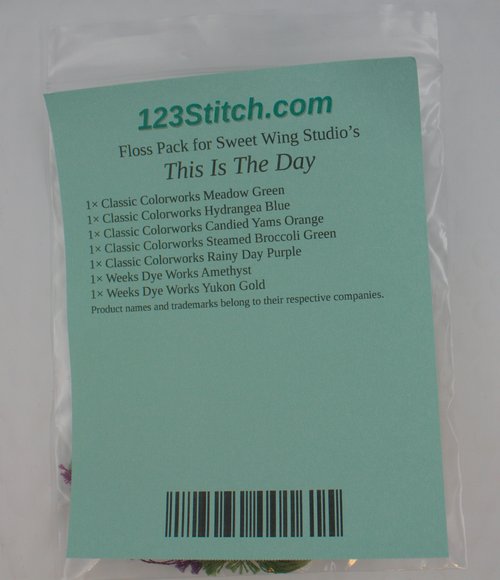 123Stitch.com
Floss Pack for Sweet Wing Studio's
This Is The Day
1× Classic Colorworks Meadow Green
1× Classic Colorworks Hydrangea Blue
1× Classic Colorworks Candied Yams Orange
1× Classic Colorworks Steamed Broccoli Green
1× Classic Colorworks Rainy Day Purple
1× Weeks Dye Works Amethyst
1× Weeks Dye Works Yukon Gold
Product names and trademarks belong to their respective companies.